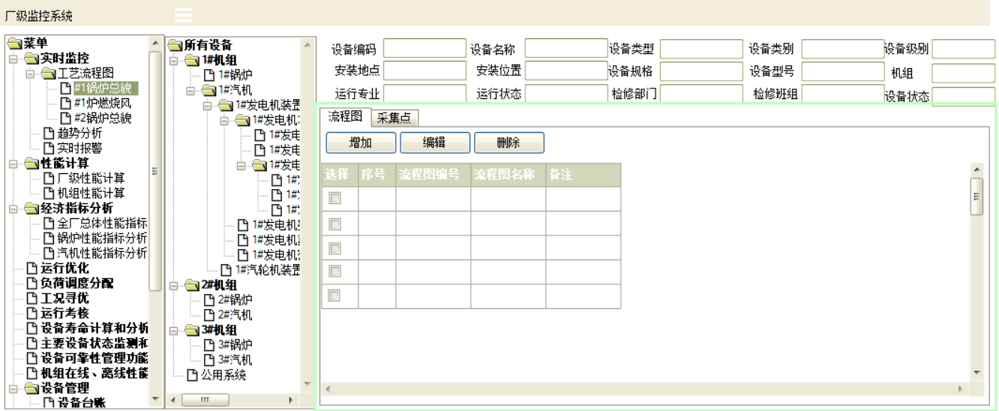 厂级监控系统
菜单
实时监控
工艺流程图
#1锅炉总貌
#1炉燃烧风
#2锅炉总貌
趋势分析
实时报警
性能计算
厂级性能计算
机组性能计算
经济指标分析
全厂总体性能指标
锅炉性能指标分析
汽机性能指标分析
运行优化
负荷调度分配
工况寻优
运行考核
设备寿命计算和分析
主要设备状态监测和
设备可靠性管理功能
机组在线、离线性能
设备管理
设备台账
所有设备
1#机组
1#锅炉
1#汽机
1#发电机装置
1#发电机
1#发电
1#发电
1#发电
1#
1#
1#
1#发电机
1#发电机
1#发电机
1#汽轮机装置
2#机组
2#锅炉
2#汽机
3#机组
3#锅炉
3#汽机
公用系统
设备编码 设备名称 设备类型 设备类别 设备级别
安装地点 安装位置 设备规格 设备型号 机组
运行专业 运行状态 检修部门 检修班组 设备状态
流程图 采集点
增加 编辑 删除
选择 序号 流程图编号 流程图名称 备注